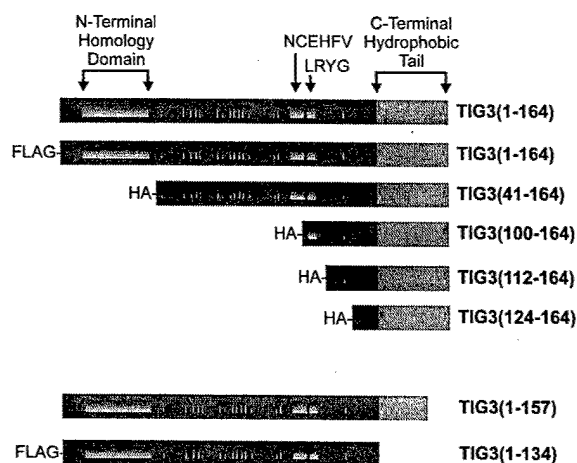 N-Terminal
Homology
Domain
NCEHFV
LRYG
C-Terminal
Hydrophobic
Tail
TIG3(1-164)
FLAG- TIG3(1-164)
HA- TIG3(41-164)
HA- TIG3(100-164)
HA- TIG3(112-164)
HA- TIG3(124-164)
TIG3(1-157)
FLAG- TIG3(1-134)